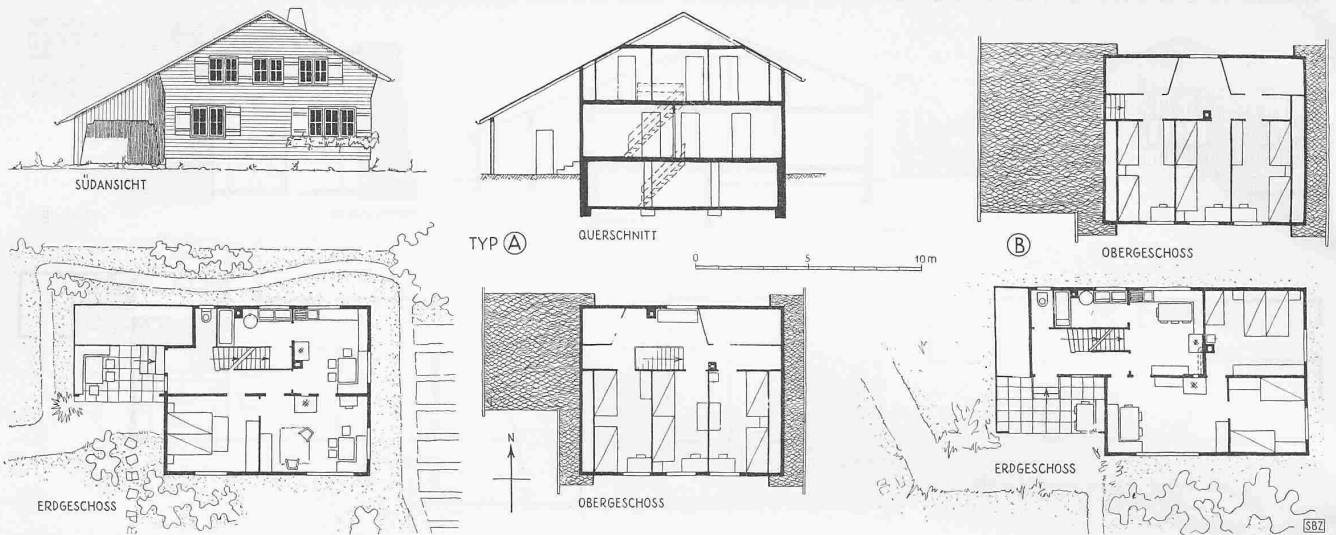 SÜDANSICHT
TYP A
QUERSCHNITT
B
OBERGESCHOSS
0 5 10 m
ERDGESCHOSS
N
OBERGESCHOSS
ERDGESCHOSS
SBZ